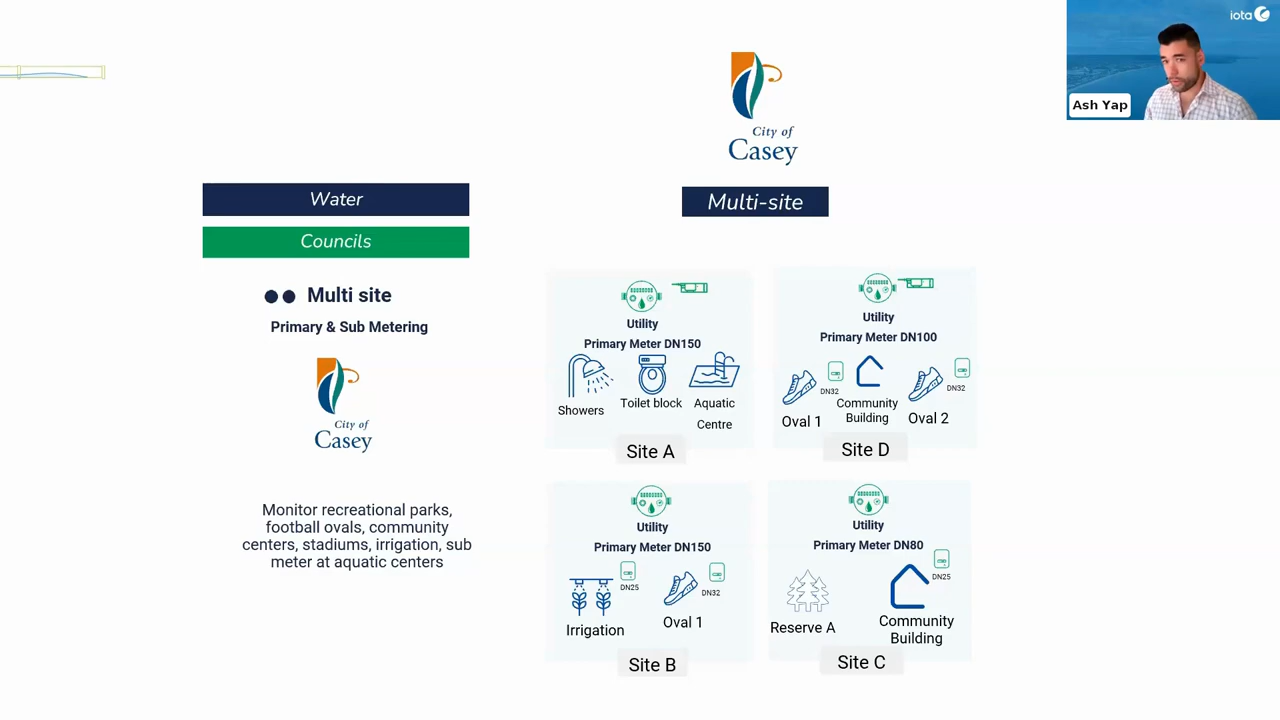 iota
Ash Yap
City of
Casey
Water
Multi-site
Councils
Multi site
Primary & Sub Metering
City of
Casey
Monitor recreational parks,
football ovals, community
centers, stadiums, irrigation, sub
meter at aquatic centers
Utility
Primary Meter DN150
Showers
Toilet block
Aquatic
Centre
Site A
Utility
Primary Meter DN100
DN32
DN32
Oval 1
Community
Building
Oval 2
Site D
Utility
Primary Meter DN150
DN25
DN32
Irrigation
Oval 1
Site B
Utility
Primary Meter DN80
DN25
Reserve A
Community
Building
Site C